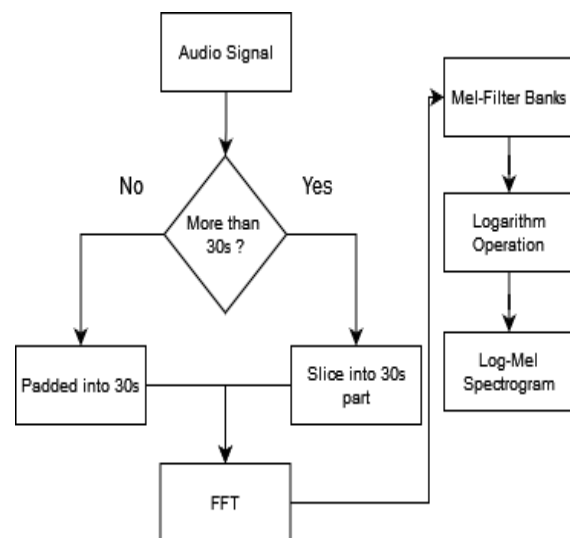 Audio Signal
No
Yes
More than
30s ?
Padded into 30s
Slice into 30s
part
FFT
Mel-Filter Banks
Logarithm
Operation
Log-Mel
Spectrogram